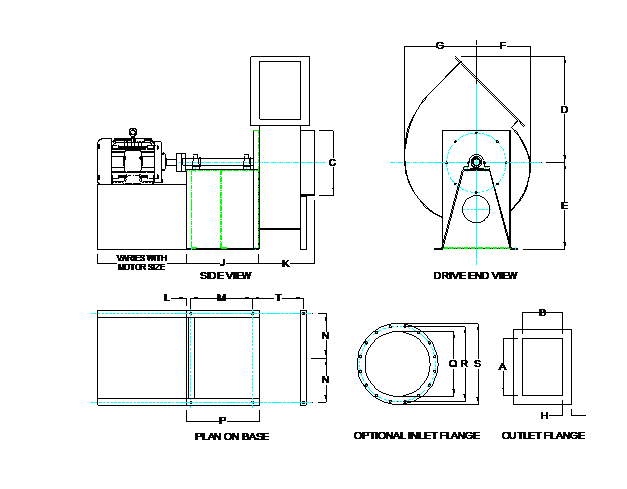 G F
D
C
E
VARIES WITH
MOTOR SIZE
J K
SIDE VIEW
DRIVE END VIEW
L M T
N
N
P
PLAN ON BASE
Q R S
OPTIONAL INLET FLANGE
B
A
H
OUTLET FLANGE